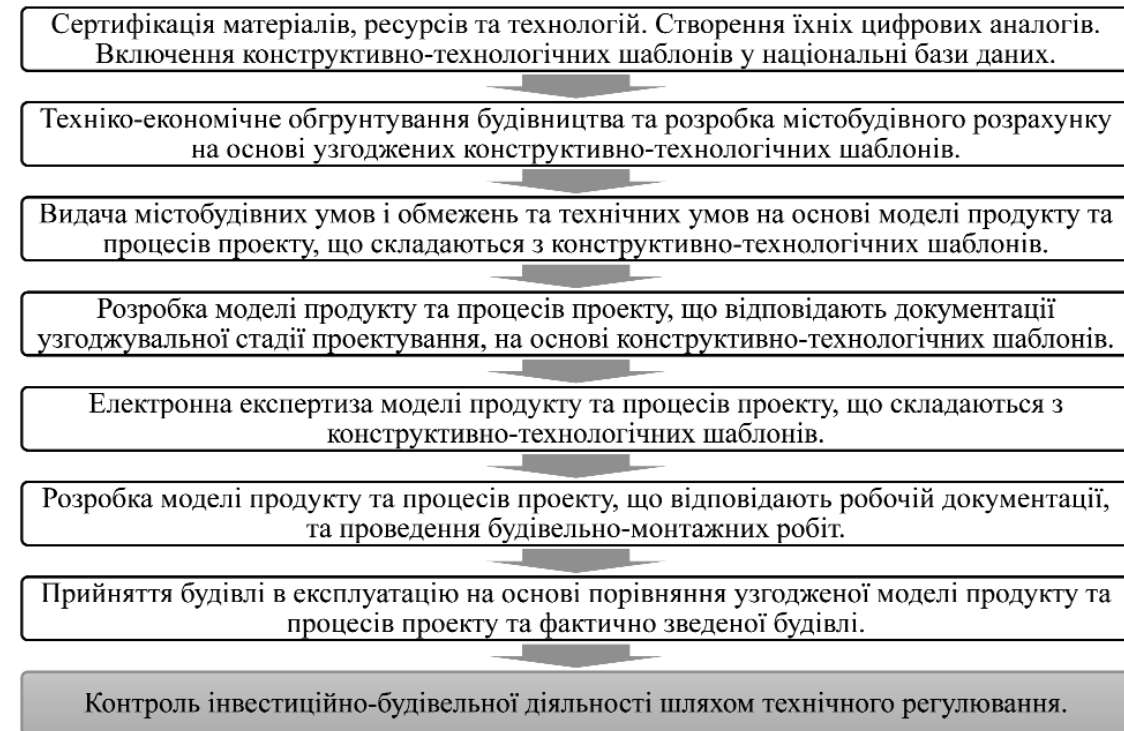 Сертифікація матеріалів, ресурсів та технологій. Створення їхніх цифрових аналогів.
Включення конструктивно-технологічних шаблонів у національні бази даних.
Техніко-економічне обгрунтування будівництва та розробка містобудівного розрахунку
на основі узгоджених конструктивно-технологічних шаблонів.
Видача містобудівних умов і обмежень та технічних умов на основі моделі продукту та
процесів проекту, що складаються з конструктивно-технологічних шаблонів.
Розробка моделі продукту та процесів проекту, що відповідають документації
узгоджувальної стадії проектування, на основі конструктивно-технологічних шаблонів.
Електронна експертиза моделі продукту та процесів проекту, що складаються з
конструктивно-технологічних шаблонів.
Розробка моделі продукту та процесів проекту, що відповідають робочій документації,
та проведення будівельно-монтажних робіт.
Прийняття будівлі в експлуатацію на основі порівняння узгодженої моделі продукту та
процесів проекту та фактично зведеної будівлі.
Контроль інвестиційно-будівельної діяльності шляхом технічного регулювання.